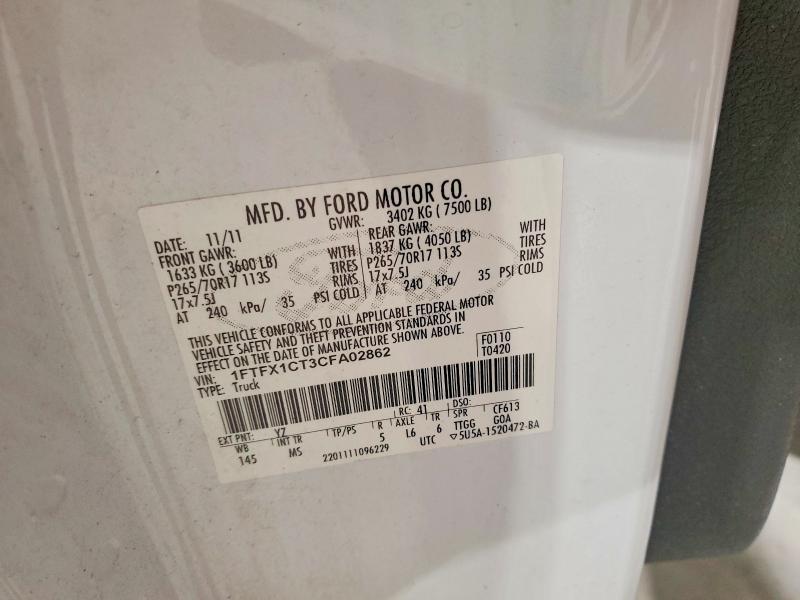 MFD. BY FORD MOTOR CO.
DATE: 11/11 GVWR: 3402 KG ( 7500 LB)
FRONT GAWR: WITH REAR GAWR: WITH
1633 KG ( 3600 LB) TIRES 1837 KG ( 4050 LB) TIRES
P265/70R17 113S RIMS P265/70R17 113S RIMS
17x7.5J 17x7.5J
AT 240 kPa/ 35 PSI COLD AT 240 kPa/ 35 PSI COLD
THIS VEHICLE CONFORMS TO ALL APPLICABLE FEDERAL MOTOR
VEHICLE SAFETY AND THEFT PREVENTION STANDARDS IN
EFFECT ON THE DATE OF MANUFACTURE SHOWN ABOVE.
VIN: 1FTFX1CT3CFA02862 F0110
TYPE: Truck T0420
EXT PNT: YZ RC: 41 DSO: CF613
WB INT TR TP/PS R AXLE TR SPR GOA
145 MS 5 L6 6 TTGG
2201111096229 UTC ▽5U5A-1520472-BA